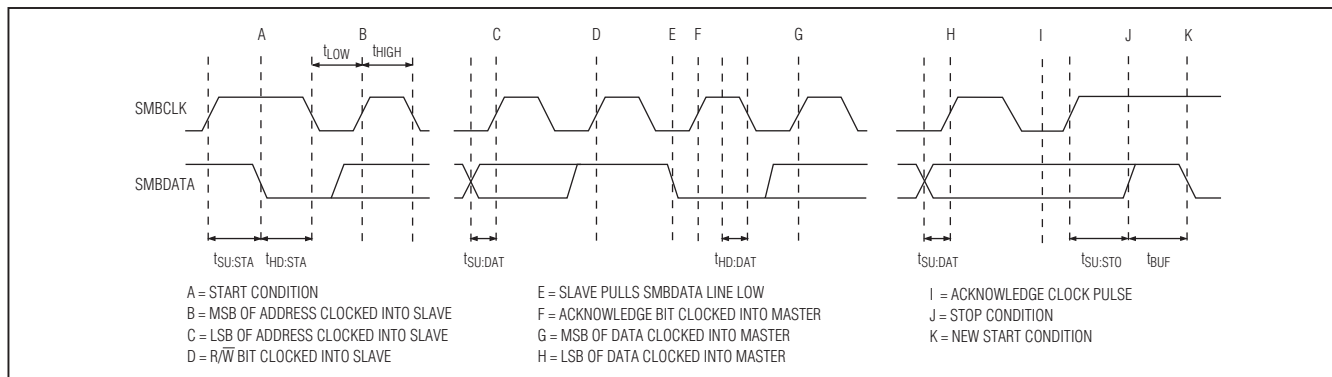 A B C D E F G H I J K
tLOW tHIGH
SMBCLK
SMBDATA
tSU:STA tHD:STA tSU:DAT tHD:DAT tSU:DAT tSU:STO tBUF
A = START CONDITION
B = MSB OF ADDRESS CLOCKED INTO SLAVE
C = LSB OF ADDRESS CLOCKED INTO SLAVE
D = R/W̅ BIT CLOCKED INTO SLAVE
E = SLAVE PULLS SMBDATA LINE LOW
F = ACKNOWLEDGE BIT CLOCKED INTO MASTER
G = MSB OF DATA CLOCKED INTO MASTER
H = LSB OF DATA CLOCKED INTO MASTER
I = ACKNOWLEDGE CLOCK PULSE
J = STOP CONDITION
K = NEW START CONDITION